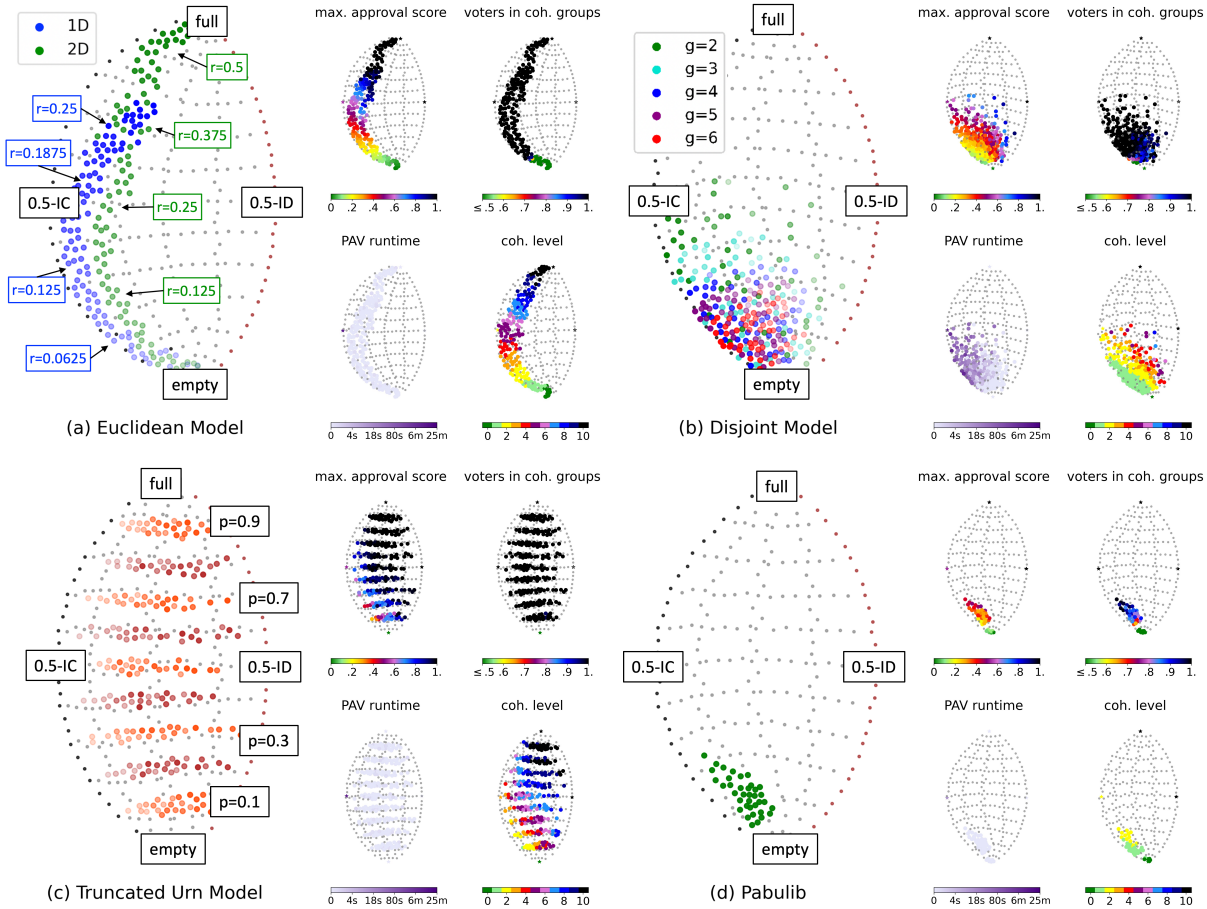 1D
2D
full
r=0.5
r=0.25
r=0.375
r=0.1875
0.5-IC
0.5-ID
r=0.25
r=0.125
r=0.125
r=0.0625
empty
(a) Euclidean Model
max. approval score
0 .2 .4 .6 .8 1.
voters in coh. groups
≤.5 .6 .7 .8 .9 1.
PAV runtime
0 4s 18s 80s 6m 25m
coh. level
0 2 4 6 8 10
g=2
g=3
g=4
g=5
g=6
full
0.5-IC
0.5-ID
empty
(b) Disjoint Model
max. approval score
0 .2 .4 .6 .8 1.
voters in coh. groups
≤.5 .6 .7 .8 .9 1.
PAV runtime
0 4s 18s 80s 6m 25m
coh. level
0 2 4 6 8 10
full
p=0.9
p=0.7
0.5-IC
0.5-ID
p=0.3
p=0.1
empty
(c) Truncated Urn Model
max. approval score
0 .2 .4 .6 .8 1.
voters in coh. groups
≤.5 .6 .7 .8 .9 1.
PAV runtime
0 4s 18s 80s 6m 25m
coh. level
0 2 4 6 8 10
full
0.5-IC
0.5-ID
empty
(d) Pabulib
max. approval score
0 .2 .4 .6 .8 1.
voters in coh. groups
≤.5 .6 .7 .8 .9 1.
PAV runtime
0 4s 18s 80s 6m 25m
coh. level
0 2 4 6 8 10